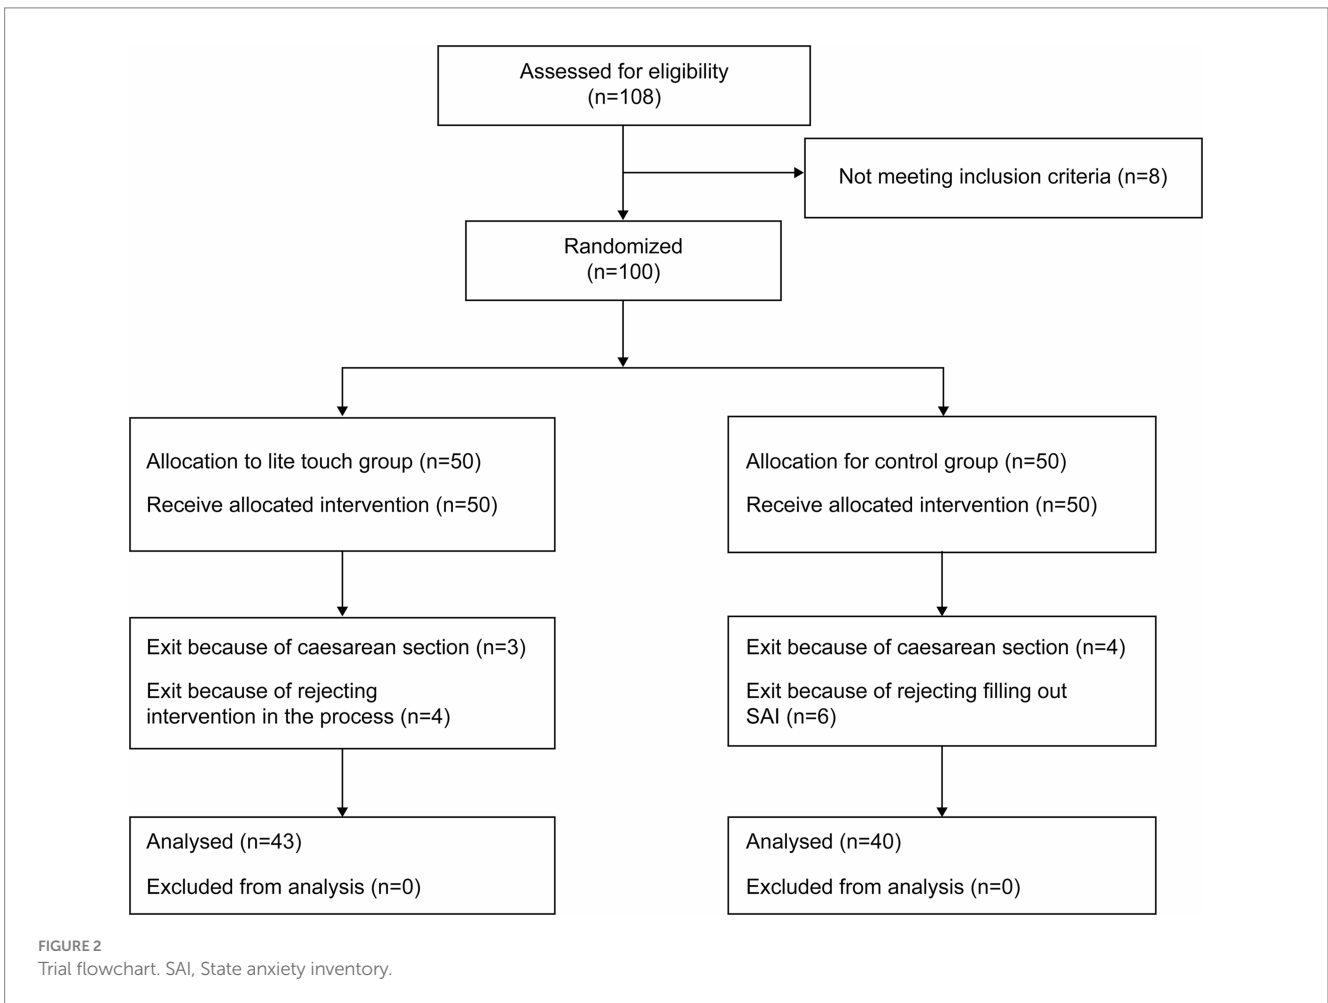 Assessed for eligibility
(n=108)
Not meeting inclusion criteria (n=8)
Randomized
(n=100)
Allocation to lite touch group (n=50)
Receive allocated intervention (n=50)
Allocation for control group (n=50)
Receive allocated intervention (n=50)
Exit because of caesarean section (n=3)
Exit because of rejecting
intervention in the process (n=4)
Exit because of caesarean section (n=4)
Exit because of rejecting filling out
SAI (n=6)
Analysed (n=43)
Excluded from analysis (n=0)
Analysed (n=40)
Excluded from analysis (n=0)
FIGURE 2
Trial flowchart. SAI, State anxiety inventory.